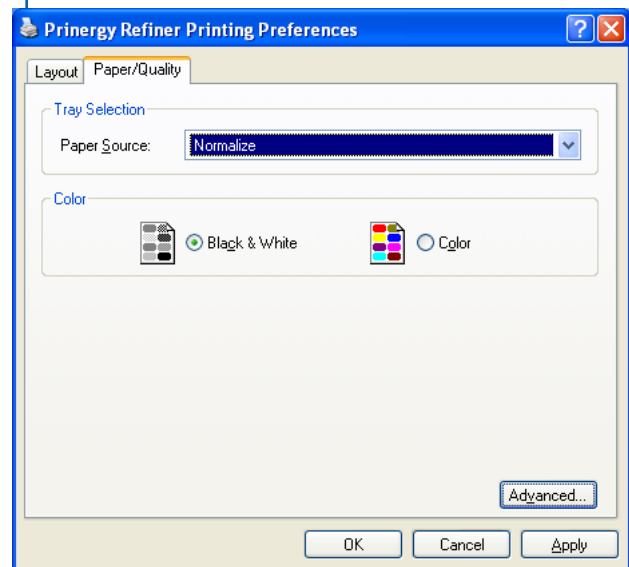 Prinergy Refiner Printing Preferences
Layout Paper/Quality
Tray Selection
Paper Source: Normalize
Color
Black & White Color
Advanced...
OK Cancel Apply